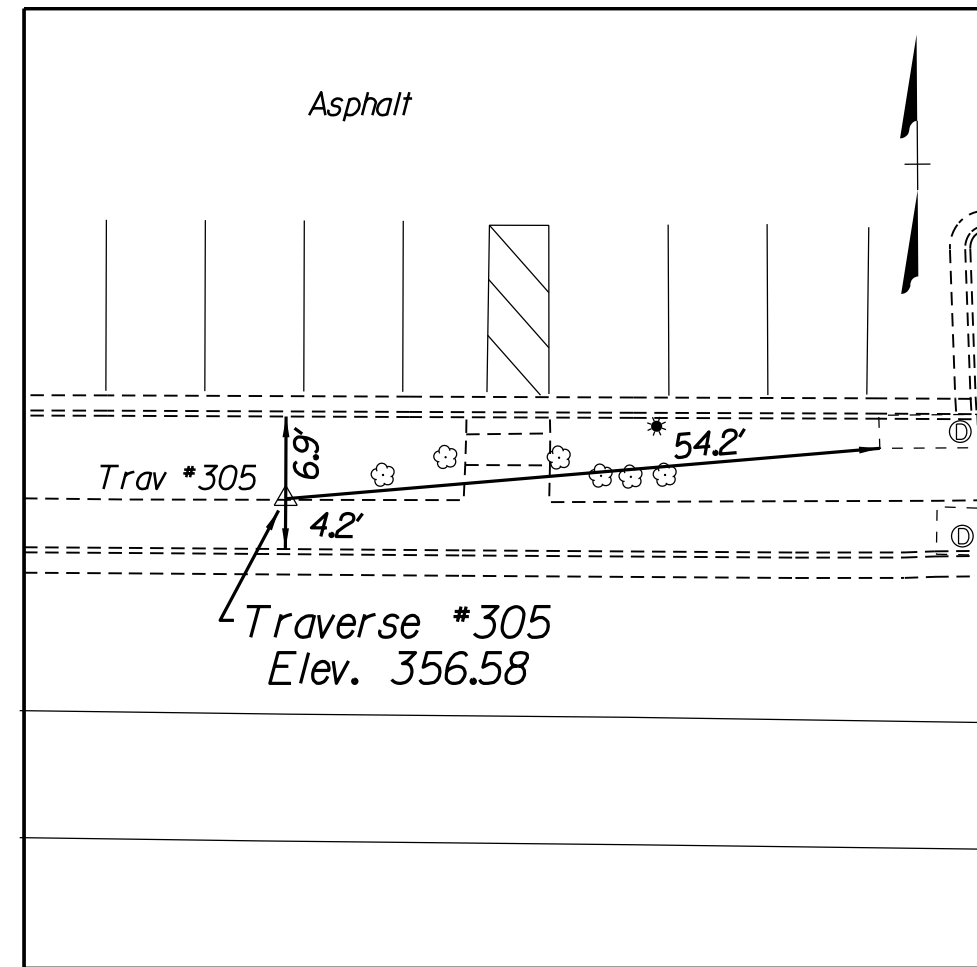 Asphalt
54.2'
6.9'
Trav #305
D
4.2'
D
Traverse #305
Elev. 356.58